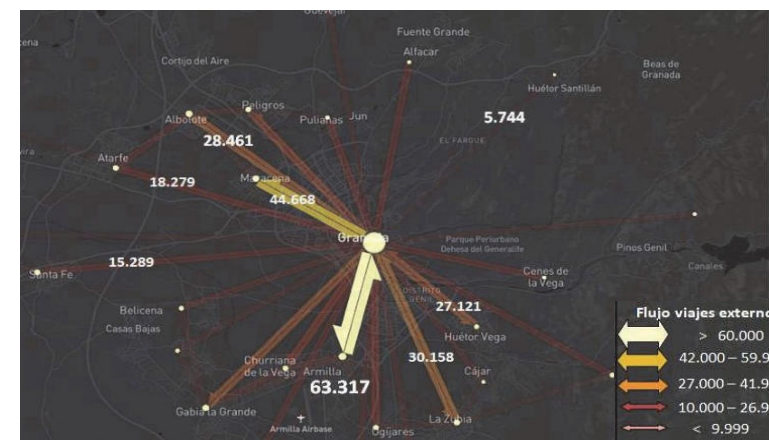 Güevéjar
Fuente Grande
Alfacar
Cortijo del Aire
Beas de
Granada
Huétor Santillán
Peligros
Albolote
Pulianas
Jun
5.744
28.461
EL FARGUE
Atarfe
18.279
Maracena
44.668
Granada
Parque Periurbano
Dehesa del Generalife
Pinos Genil
15.289
Santa Fe
Canales
Cenes de
la Vega
DISTRITO
GENIL
27.121
Belicena
Casas Bajas
Huétor Vega
30.158
Churriana
de la Vega
Armilla
63.317
Cájar
Gabia la Grande
La Zubia
Armilla Airbase
Ogíjares
Flujo viajes externo
> 60.000
42.000 – 59.9
27.000 – 41.9
10.000 – 26.9
< 9.999